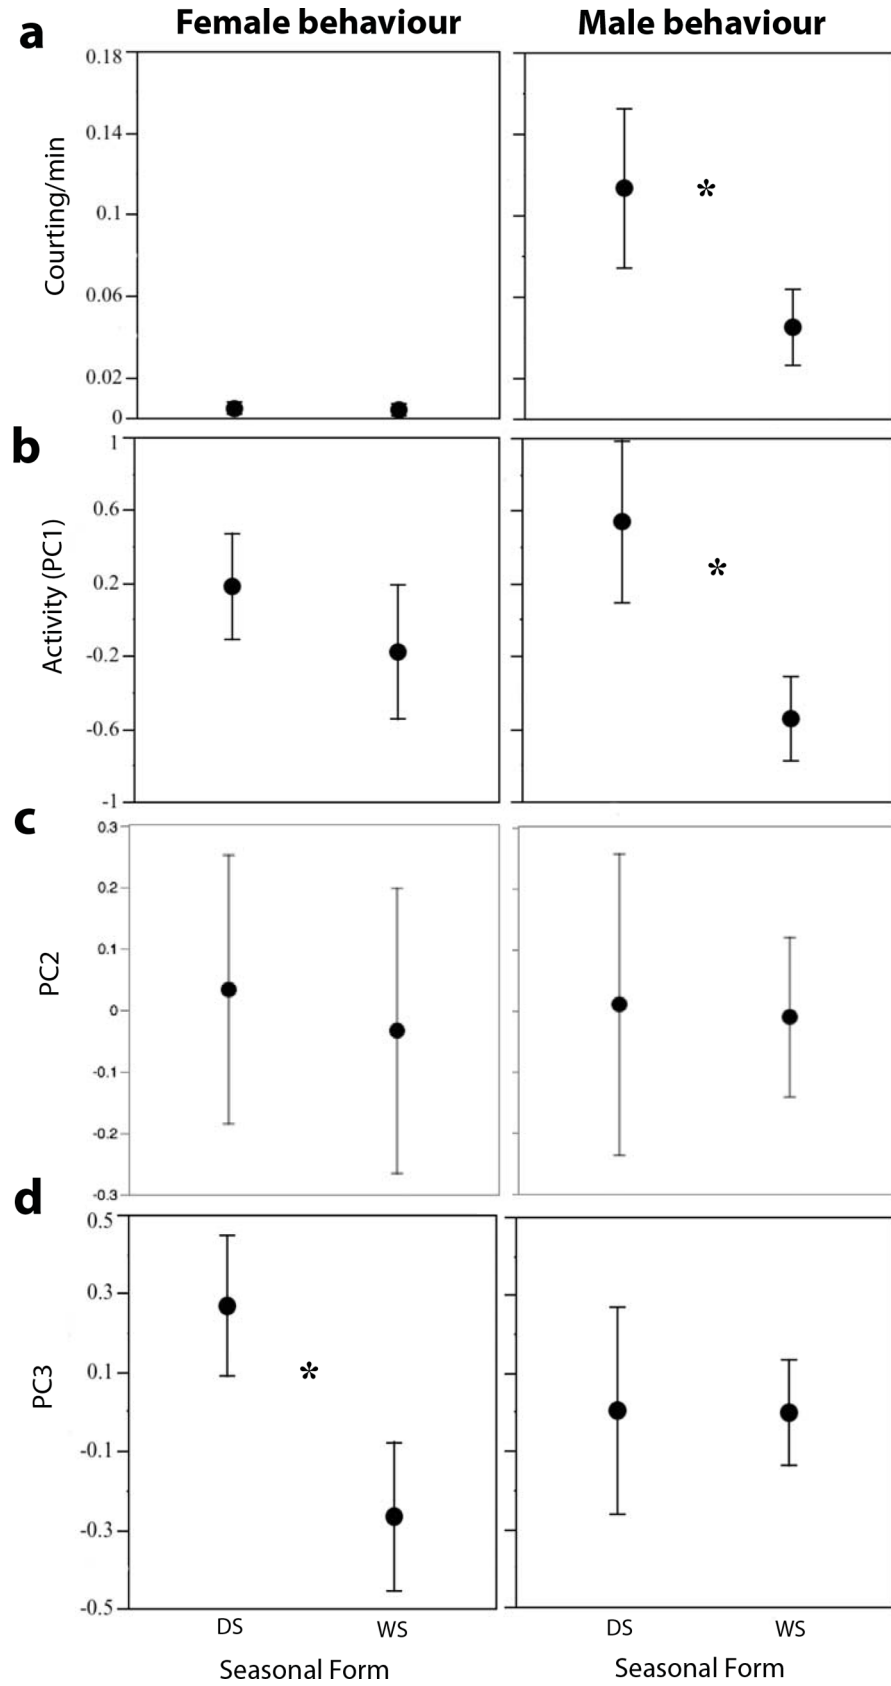 a
Female behaviour
Male behaviour
Courting/min
0.18
0.14
0.1
0.06
0.02
0
*
b
Activity (PC1)
1
0.6
0.2
-0.2
-0.6
-1
*
c
PC2
0.3
0.2
0.1
0
-0.1
-0.2
-0.3
d
PC3
0.5
0.3
0.1
-0.1
-0.3
-0.5
*
DS
WS
DS
WS
Seasonal Form
Seasonal Form